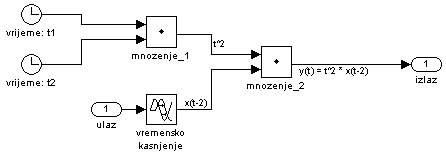 vrijeme: t1
mnozenje_1
t^2
vrijeme: t2
y(t) = t^2 * x(t-2)
1
izlaz
mnozenje_2
1
ulaz
x(t-2)
vremensko
kasnjenje